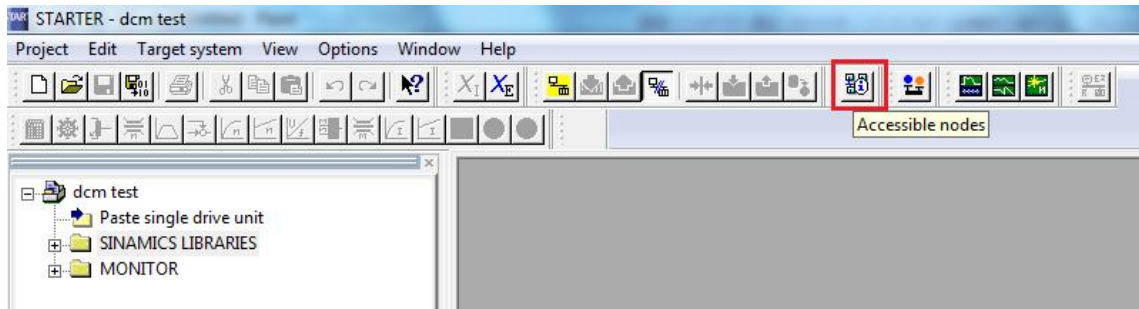 STARTER - dcm test
Project Edit Target system View Options Window Help
Accessible nodes
dcm test
Paste single drive unit
SINAMICS LIBRARIES
MONITOR